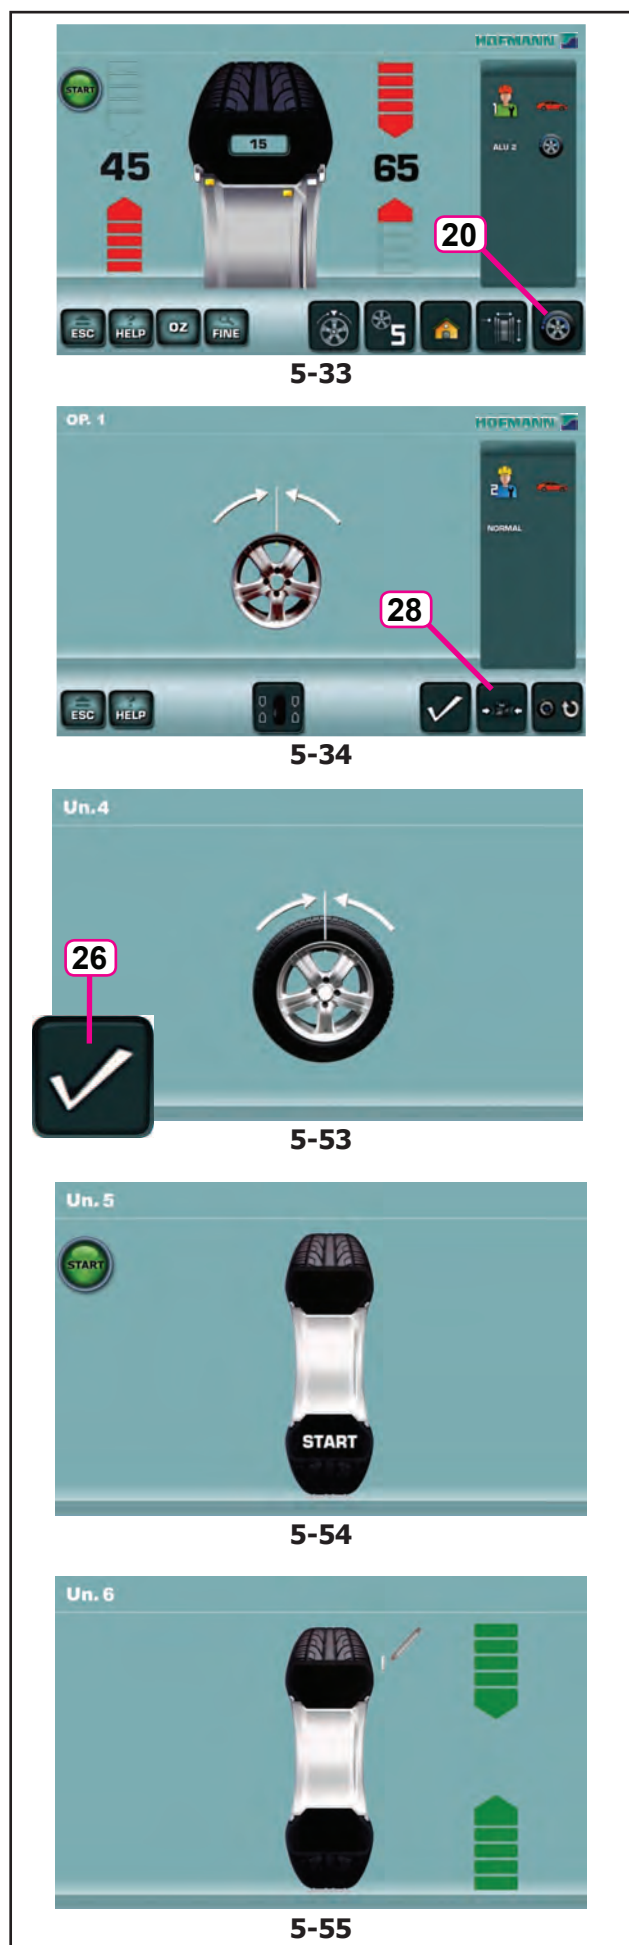 HOFMANN
START
15
45
65
1
ALU 2
20
ESC
?
HELP
OZ
FINE
5
5-33
OP. 1
HOFMANN
2
NORMAL
28
ESC
?
HELP
5-34
Un.4
26
5-53
Un. 5
START
START
5-54
Un. 6
5-55